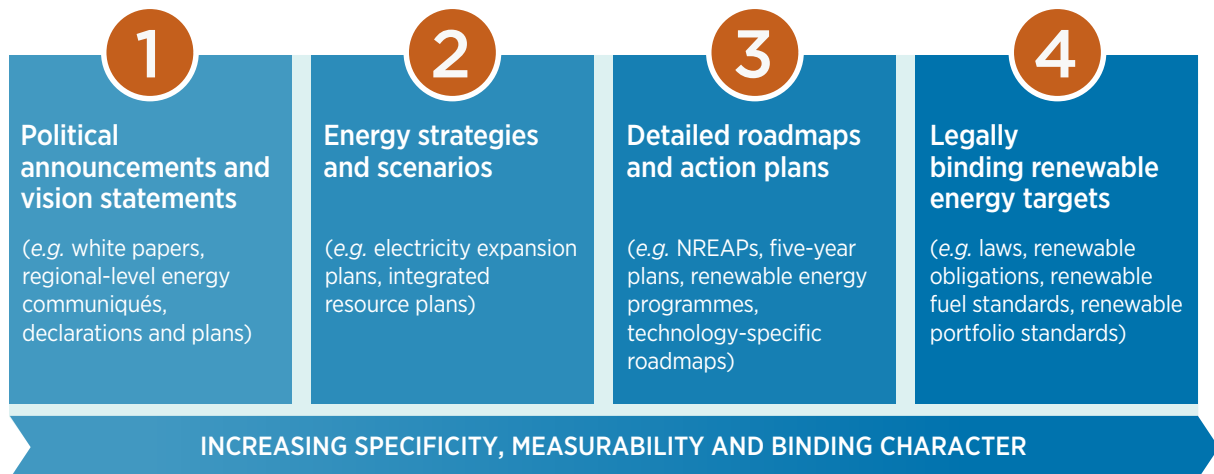 1
Political
announcements and
vision statements
(e.g. white papers,
regional-level energy
communiqués,
declarations and plans)
2
Energy strategies
and scenarios
(e.g. electricity expansion
plans, integrated
resource plans)
3
Detailed roadmaps
and action plans
(e.g. NREAPs, five-year
plans, renewable energy
programmes,
technology-specific
roadmaps)
4
Legally
binding renewable
energy targets
(e.g. laws, renewable
obligations, renewable
fuel standards, renewable
portfolio standards)
INCREASING SPECIFICITY, MEASURABILITY AND BINDING CHARACTER